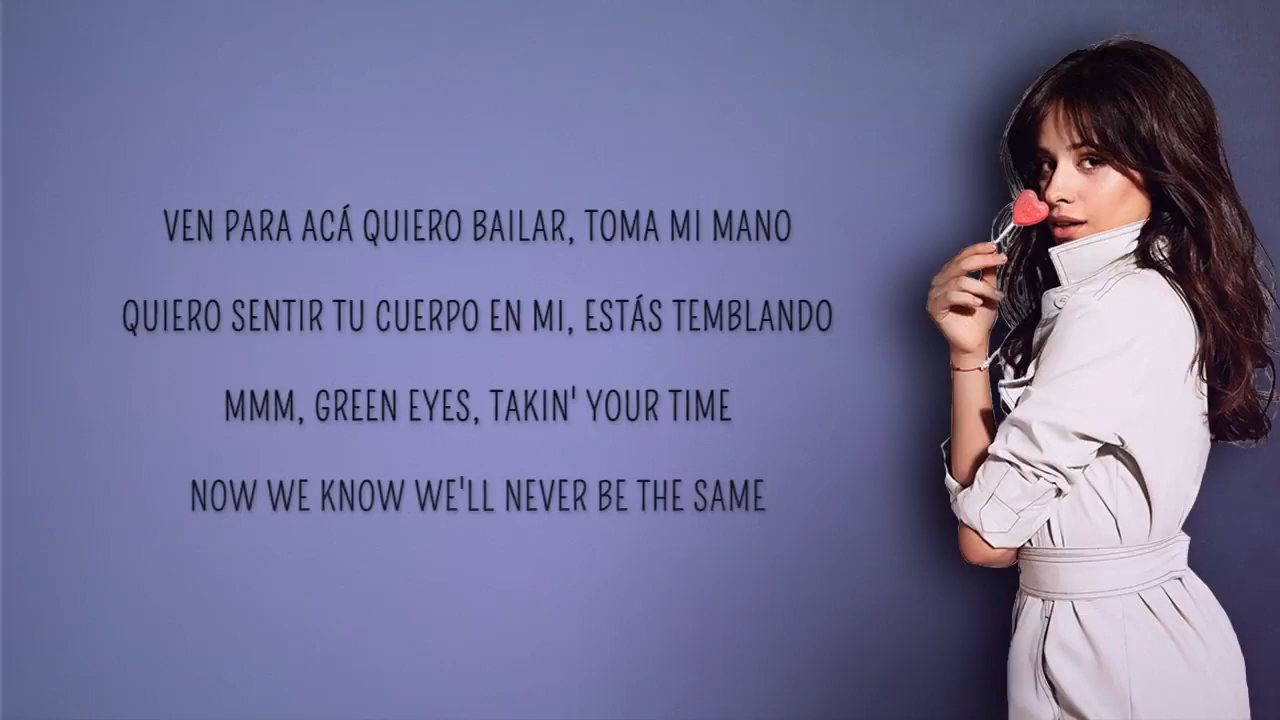 VEN PARA ACÁ QUIERO BAILAR, TOMA MI MANO
QUIERO SENTIR TU CUERPO EN MI, ESTÁS TEMBLANDO
MMM, GREEN EYES, TAKIN' YOUR TIME
NOW WE KNOW WE'LL NEVER BE THE SAME